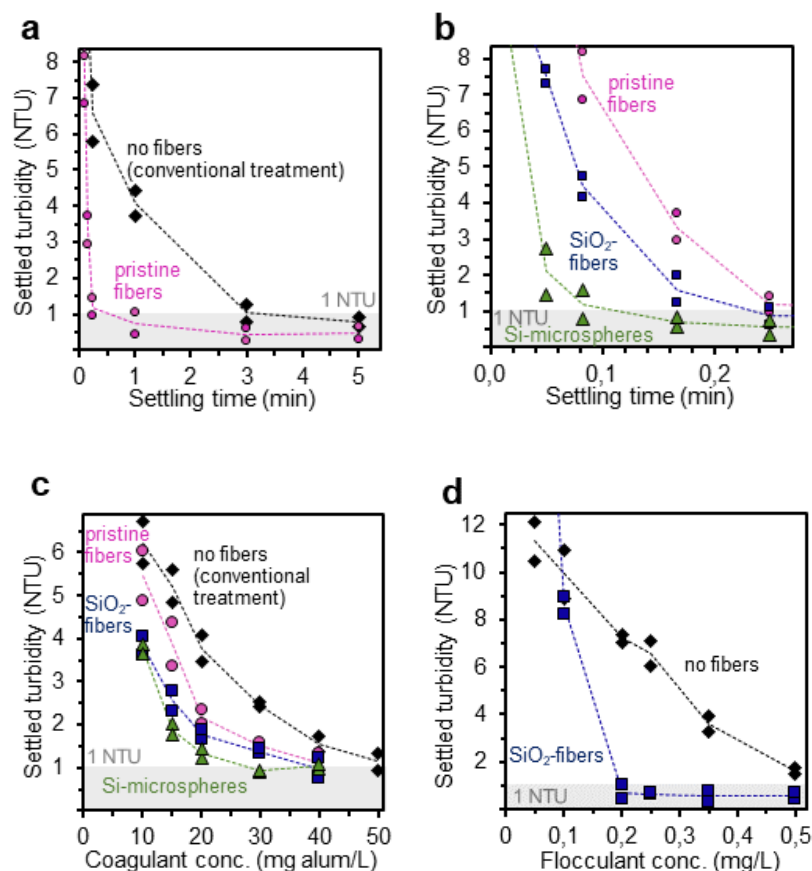 a
Settled turbidity (NTU)
8
7
6
5
4
3
2
1
0
0
1
2
3
4
5
Settling time (min)
no fibers
(conventional treatment)
pristine
fibers
1 NTU
b
Settled turbidity (NTU)
8
7
6
5
4
3
2
1
0
0,0
0,1
0,2
Settling time (min)
pristine
fibers
SiO₂-
fibers
1 NTU
Si-microspheres
c
Settled turbidity (NTU)
6
5
4
3
2
1
0
0
10
20
30
40
50
Coagulant conc. (mg alum/L)
pristine
fibers
no fibers
(conventional
treatment)
SiO₂-
fibers
1 NTU
Si-microspheres
d
Settled turbidity (NTU)
12
10
8
6
4
2
0
0,1
0,2
0,3
0,4
0,5
Flocculant conc. (mg/L)
no fibers
SiO₂-fibers
1 NTU